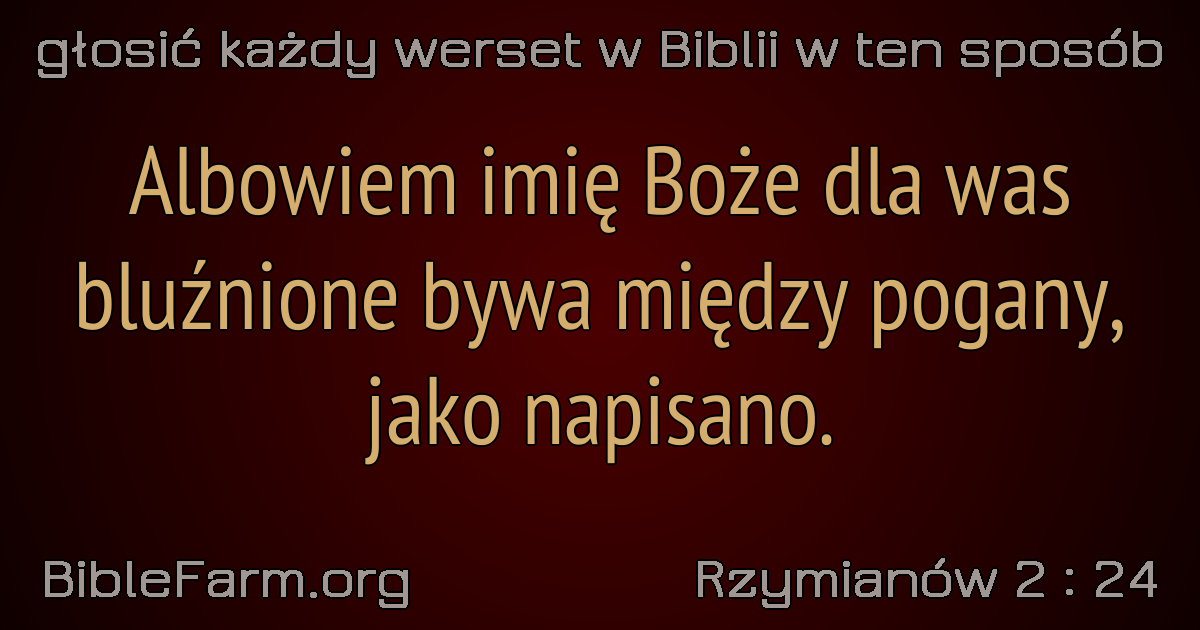 głosić każdy werset w Biblii w ten sposób
Albowiem imię Boże dla was
bluźnione bywa między pogany,
jako napisano.
BibleFarm.org
Rzymianów 2 : 24